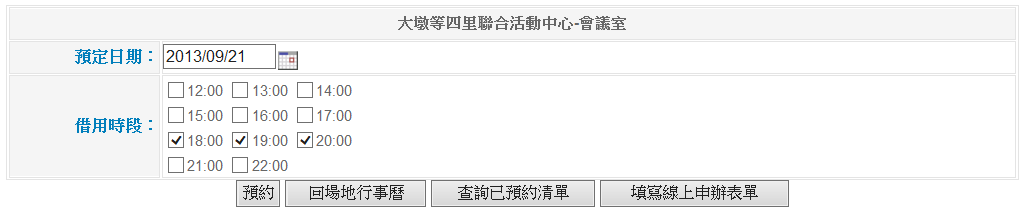 大墩等四里聯合活動中心-會議室
預定日期： 2013/09/21
借用時段：
12:00 13:00 14:00
15:00 16:00 17:00
18:00 19:00 20:00
21:00 22:00
預約 回場地行事曆 查詢已預約清單 填寫線上申辦表單